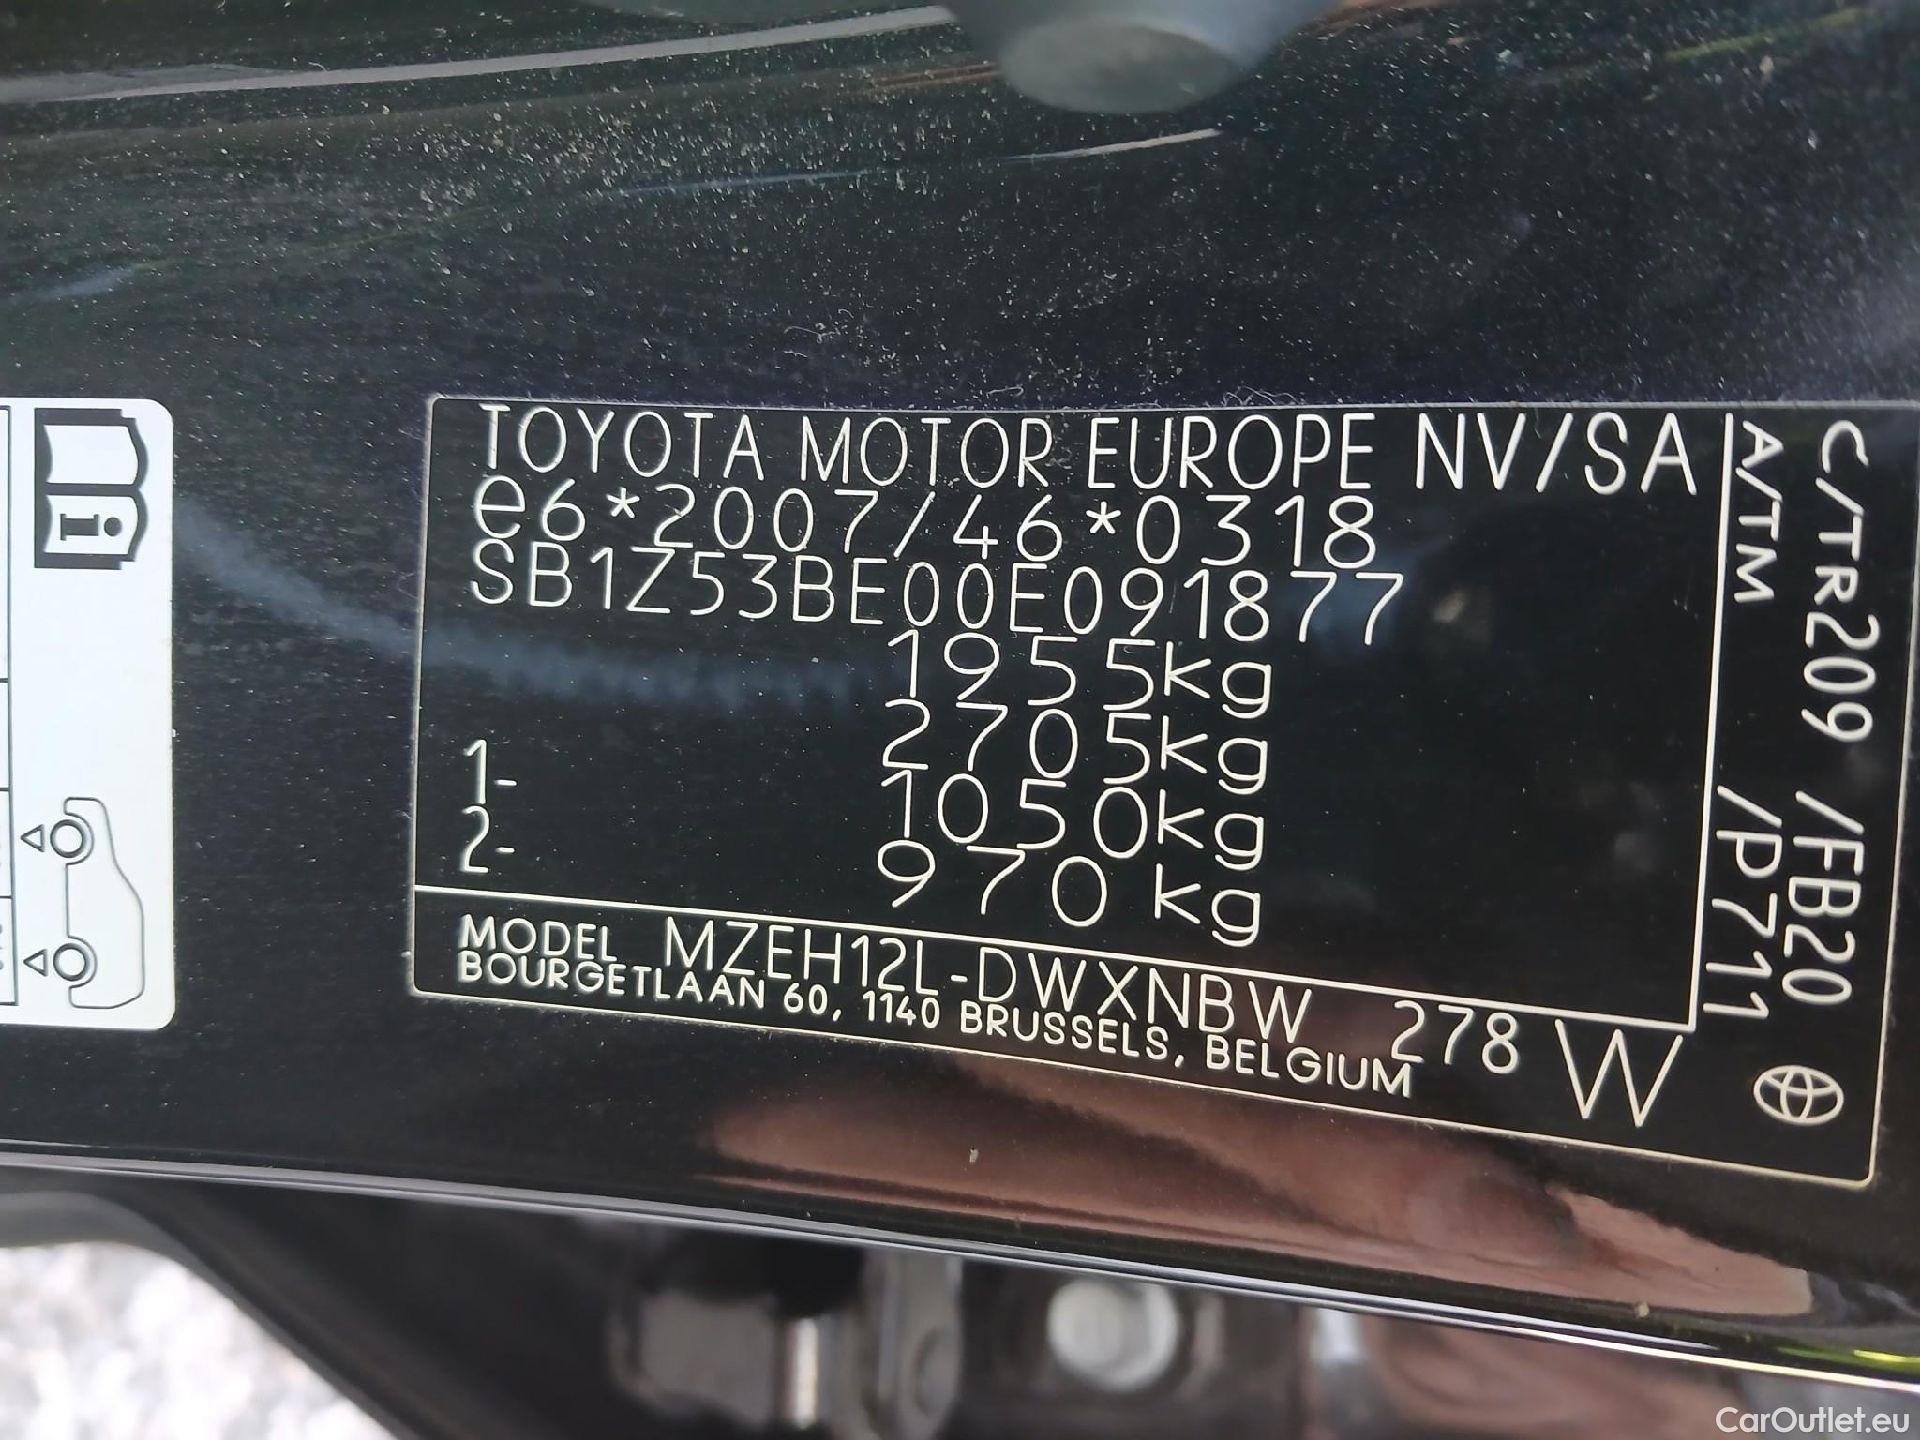 TOYOTA MOTOR EUROPE NV/SA
e6*2007/46*0318
SB1Z53BE00E091877
1955kg
2705kg
1- 1050kg
2- 970 kg
MODEL MZEH12L-DWXNBW 278 W
BOURGETLAAN 60, 1140 BRUSSELS, BELGIUM
C/TR209 /FB20
A/TM /P711
i
CarOutlet.eu